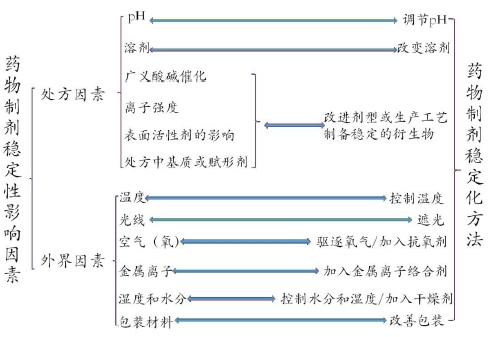 药物制剂稳定性影响因素
处方因素
pH
调节pH
溶剂
改变溶剂
广义酸碱催化
离子强度
表面活性剂的影响
处方中基质或赋形剂
改进剂型或生产工艺
制备稳定的衍生物
外界因素
温度
控制温度
光线
遮光
空气（氧）
驱逐氧气/加入抗氧剂
金属离子
加入金属离子络合剂
湿度和水分
控制水分和湿度/加入干燥剂
包装材料
改善包装
药物制剂稳定化方法